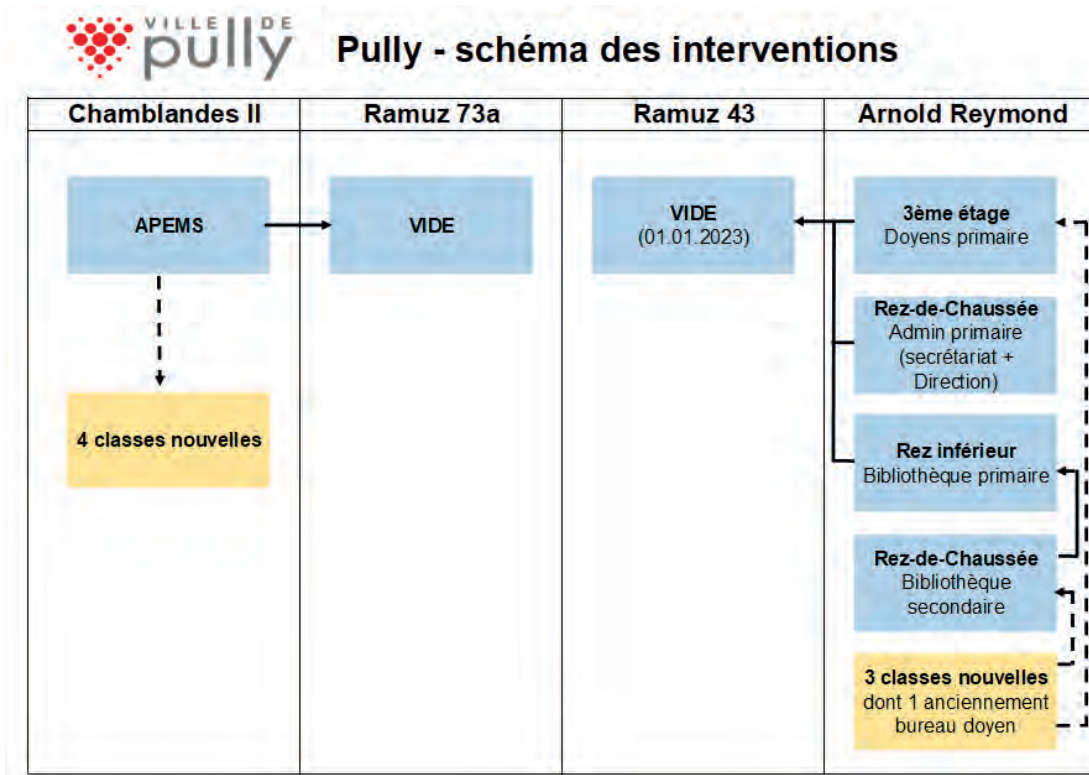 VILLE DE
pully
Pully - schéma des interventions
Chamblandes II
Ramuz 73a
Ramuz 43
Arnold Reymond
APEMS
VIDE
VIDE
(01.01.2023)
3ème étage
Doyens primaire
Rez-de-Chaussée
Admin primaire
(secrétariat +
Direction)
4 classes nouvelles
Rez inférieur
Bibliothèque primaire
Rez-de-Chaussée
Bibliothèque
secondaire
3 classes nouvelles
dont 1 anciennement
bureau doyen